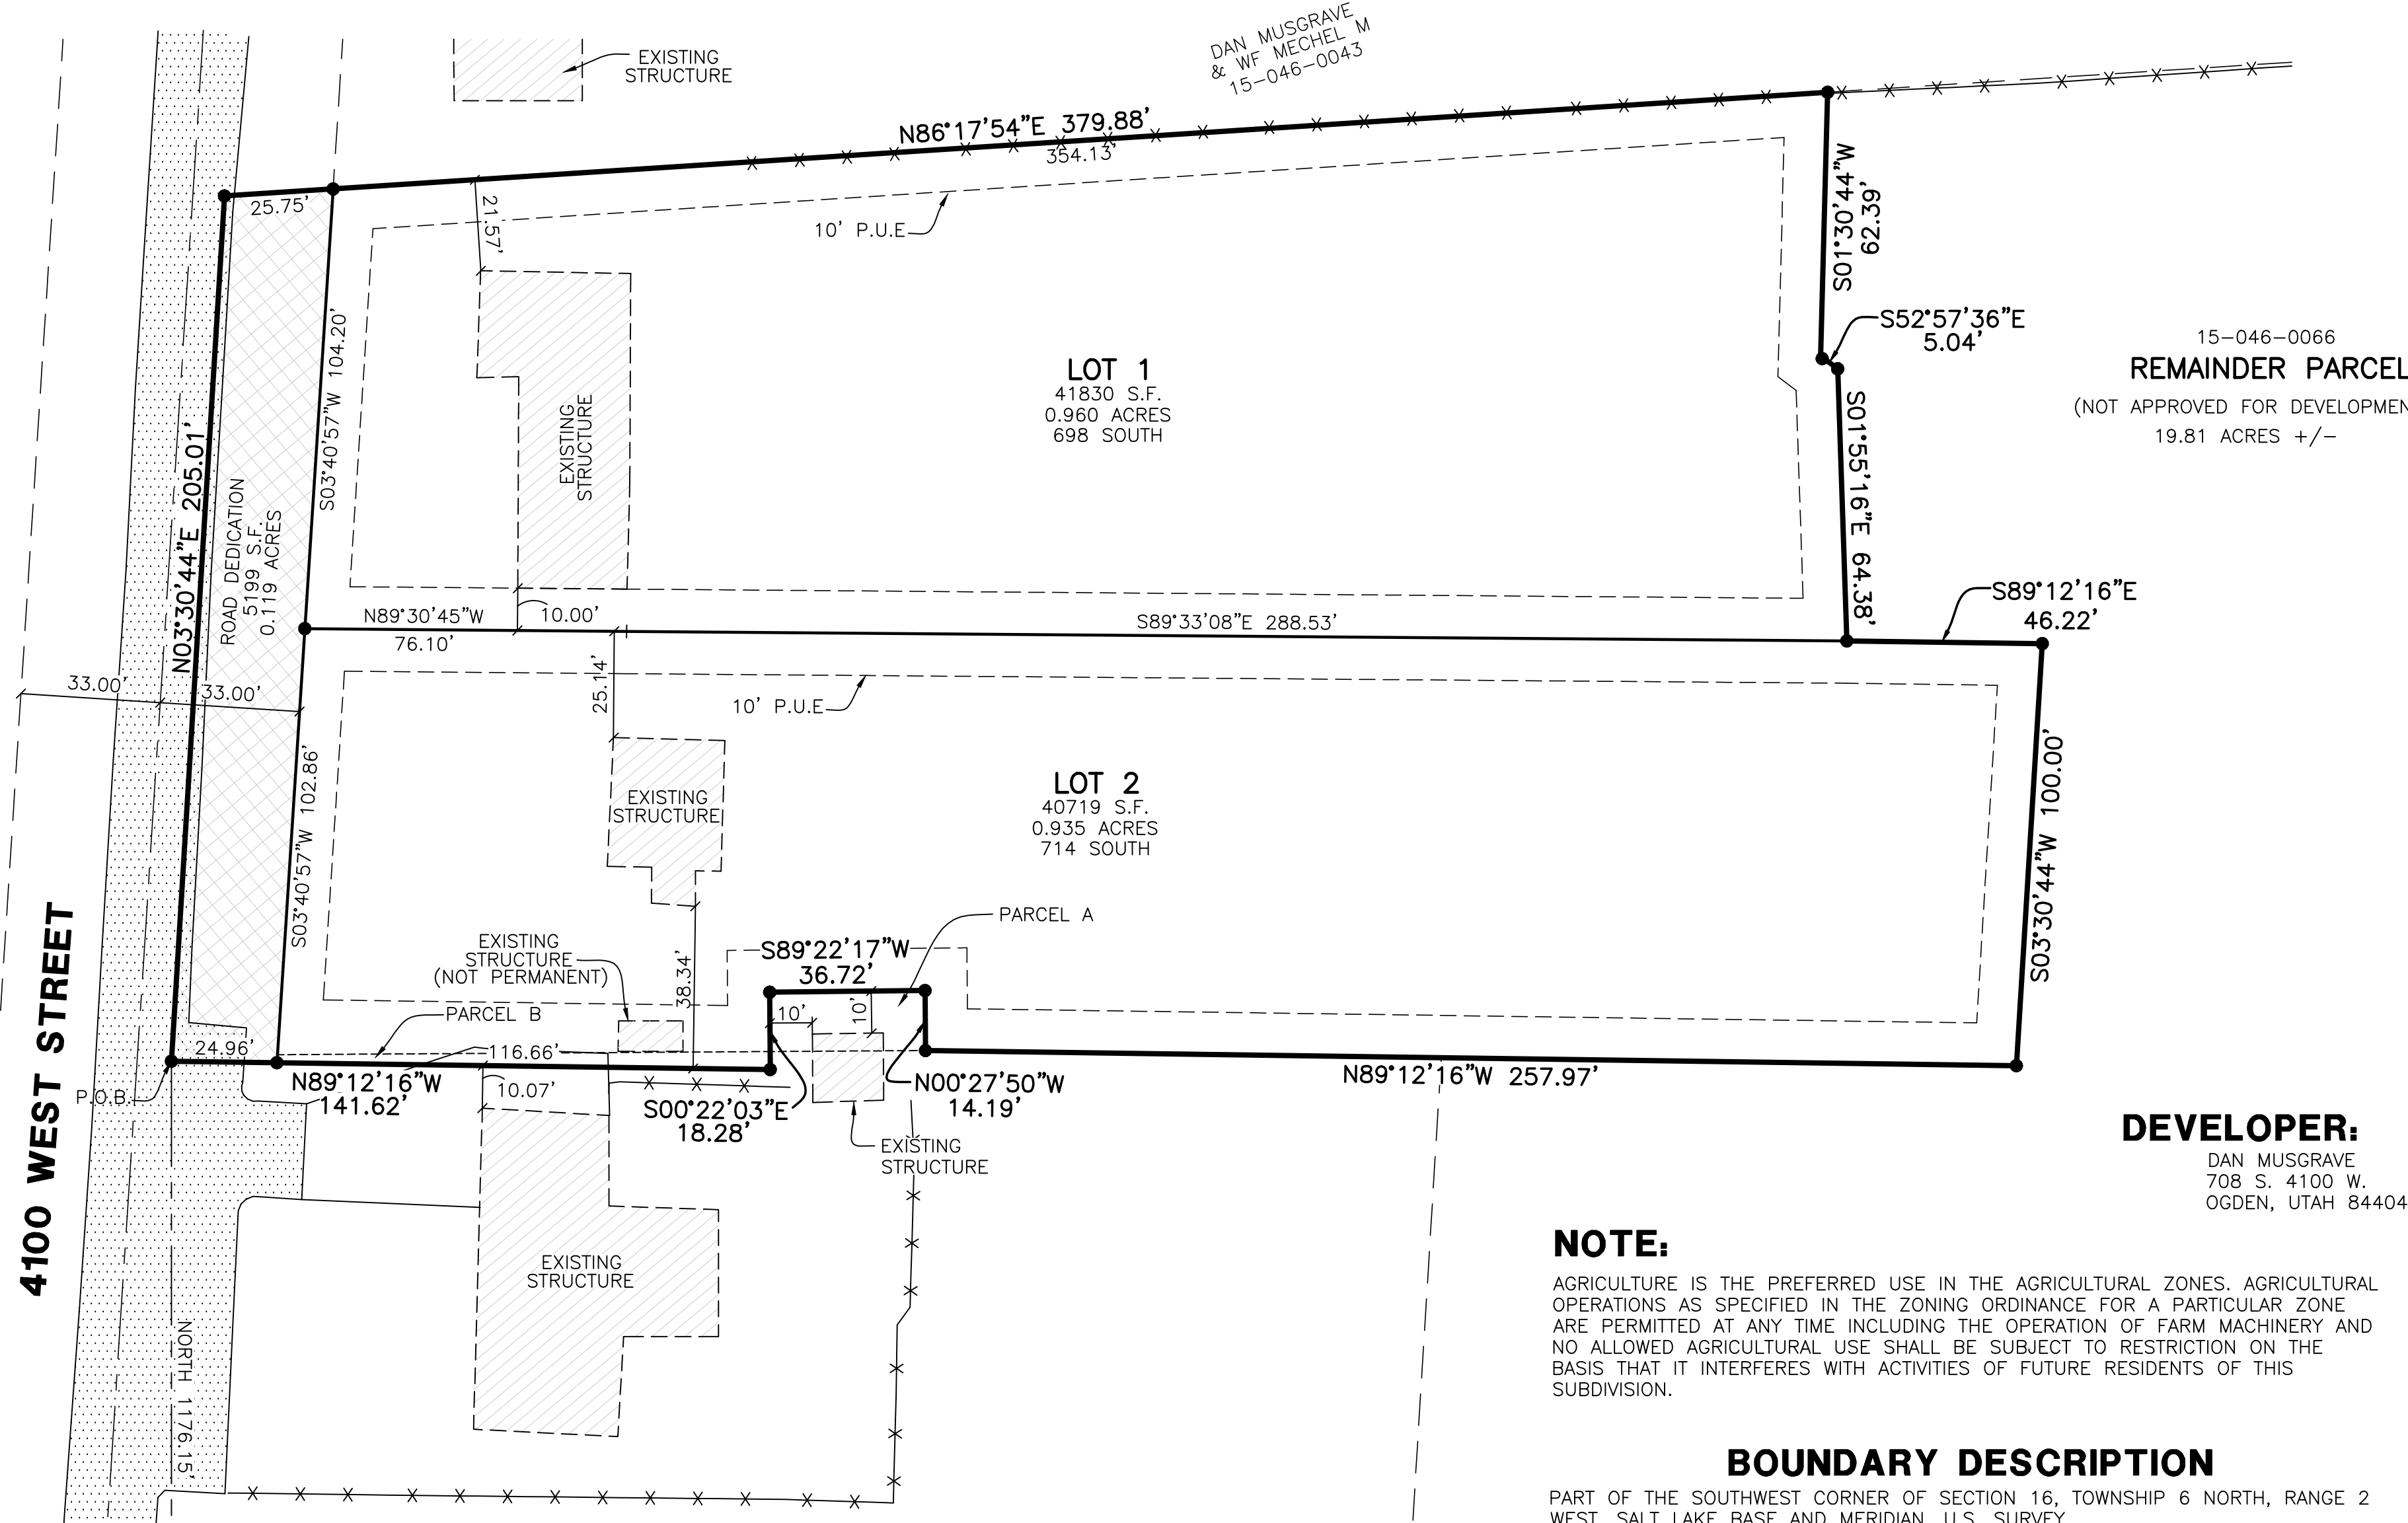 DAN MUSGRAVE
& WF MECHEL M
15-046-0043
EXISTING
STRUCTURE
N86°17'54"E 379.88'
354.13'
25.75'
21.57'
10' P.U.E
S01°30'44"W
62.39'
S52°57'36"E
5.04'
15-046-0066
REMAINDER PARCEL
(NOT APPROVED FOR DEVELOPMEN
19.81 ACRES +/-
LOT 1
41830 S.F.
0.960 ACRES
698 SOUTH
EXISTING
STRUCTURE
S03°40'57"W 104.20'
N03°30'44"E 205.01'
ROAD DEDICATION
5199 S.F.
0.119 ACRES
S01°55'16"E 64.38'
S89°12'16"E
46.22'
N89°30'45"W
76.10'
10.00'
S89°33'08"E 288.53'
33.00'
33.00'
25.14'
10' P.U.E
S03°40'57"W 102.86'
EXISTING
STRUCTURE
LOT 2
40719 S.F.
0.935 ACRES
714 SOUTH
S03°30'44"W 100.00'
PARCEL A
EXISTING
STRUCTURE
(NOT PERMANENT)
38.34'
S89°22'17"W
36.72'
10'
10'
PARCEL B
24.96'
116.66'
N89°12'16"W
141.62'
10.07'
S00°22'03"E
18.28'
N00°27'50"W
14.19'
N89°12'16"W 257.97'
P.O.B.
4100 WEST STREET
EXISTING
STRUCTURE
EXISTING
STRUCTURE
NORTH 1176.15'
DEVELOPER:
DAN MUSGRAVE
708 S. 4100 W.
OGDEN, UTAH 84404
NOTE:
AGRICULTURE IS THE PREFERRED USE IN THE AGRICULTURAL ZONES. AGRICULTURAL
OPERATIONS AS SPECIFIED IN THE ZONING ORDINANCE FOR A PARTICULAR ZONE
ARE PERMITTED AT ANY TIME INCLUDING THE OPERATION OF FARM MACHINERY AND
NO ALLOWED AGRICULTURAL USE SHALL BE SUBJECT TO RESTRICTION ON THE
BASIS THAT IT INTERFERES WITH ACTIVITIES OF FUTURE RESIDENTS OF THIS
SUBDIVISION.
BOUNDARY DESCRIPTION
PART OF THE SOUTHWEST CORNER OF SECTION 16, TOWNSHIP 6 NORTH, RANGE 2
WEST, SALT LAKE BASE AND MERIDIAN, U.S. SURVEY